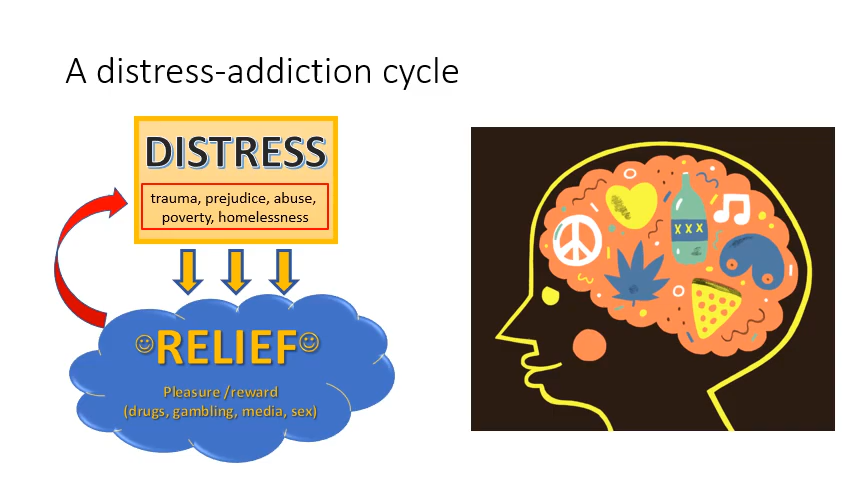 A distress-addiction cycle
DISTRESS
trauma, prejudice, abuse,
poverty, homelessness
RELIEF
Pleasure /reward
(drugs, gambling, media, sex)
XXX